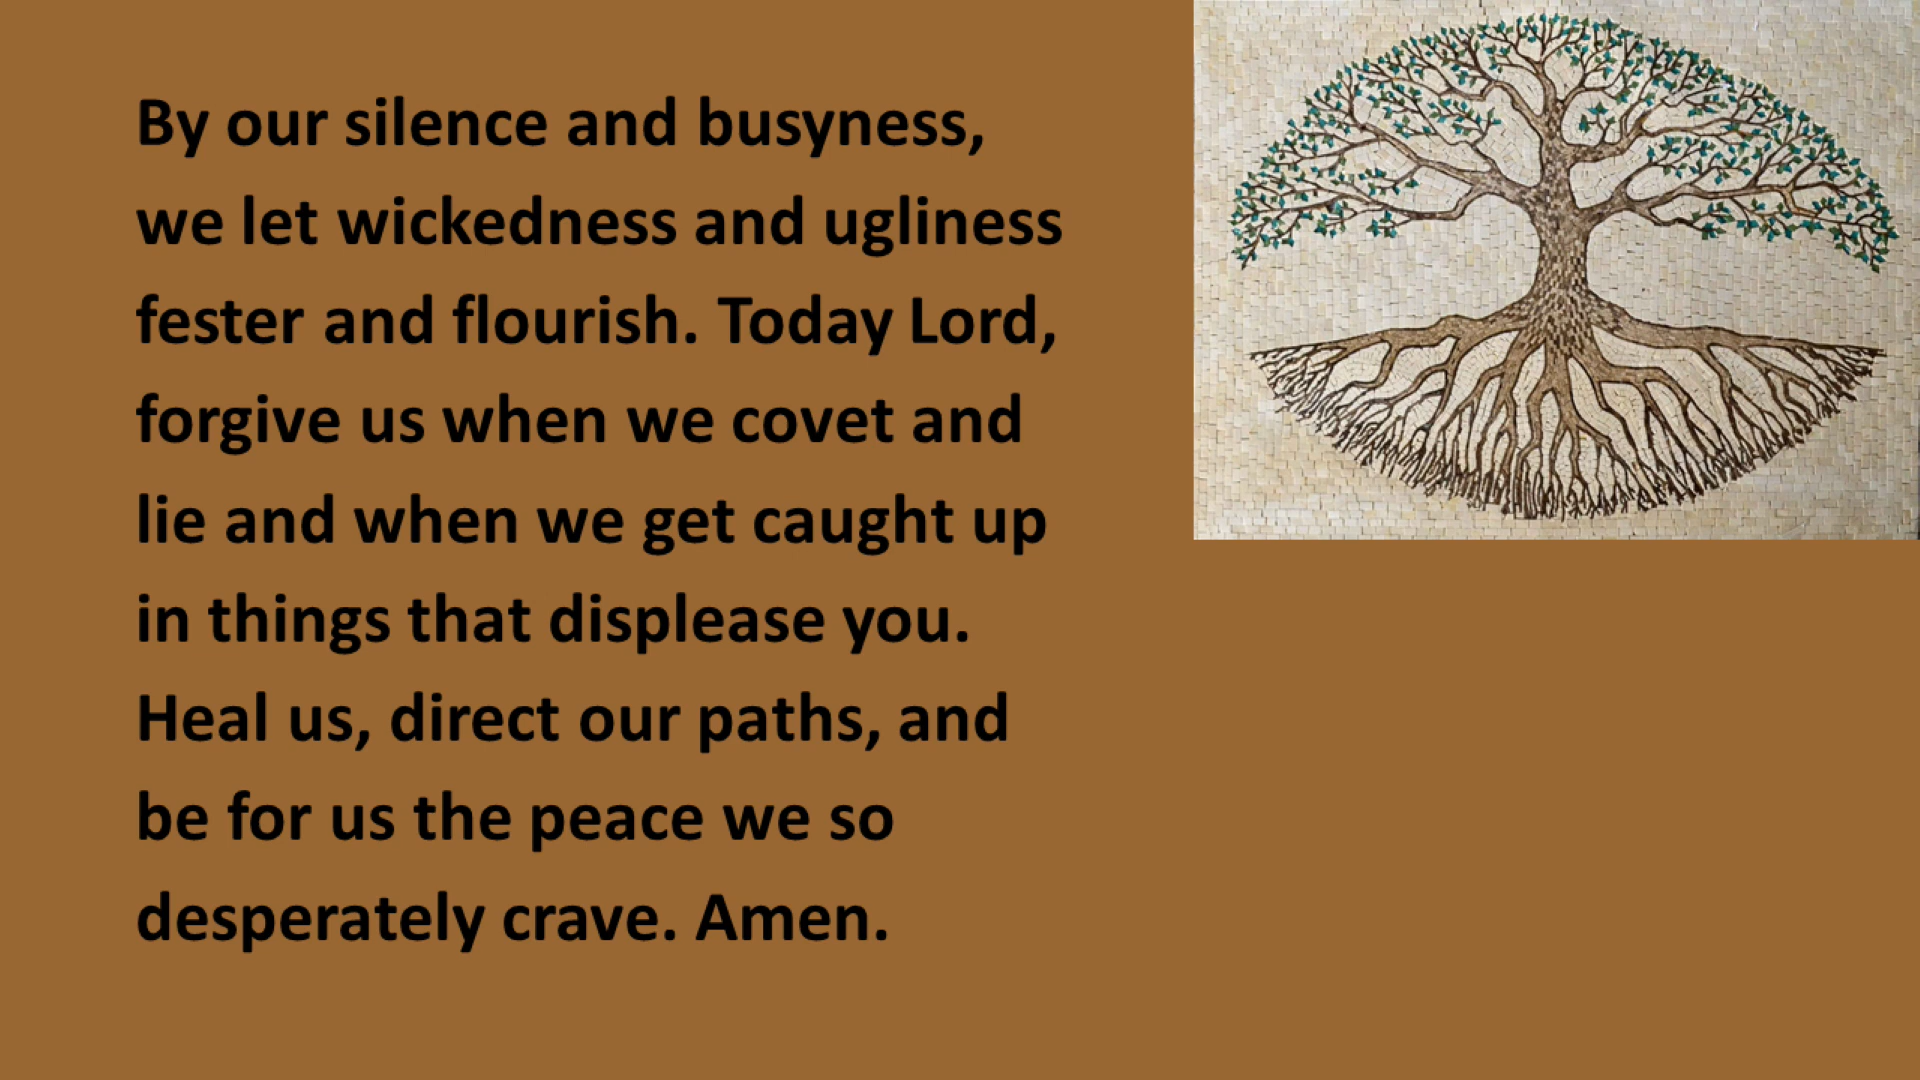 By our silence and busyness,
we let wickedness and ugliness
fester and flourish. Today Lord,
forgive us when we covet and
lie and when we get caught up
in things that displease you.
Heal us, direct our paths, and
be for us the peace we so
desperately crave. Amen.